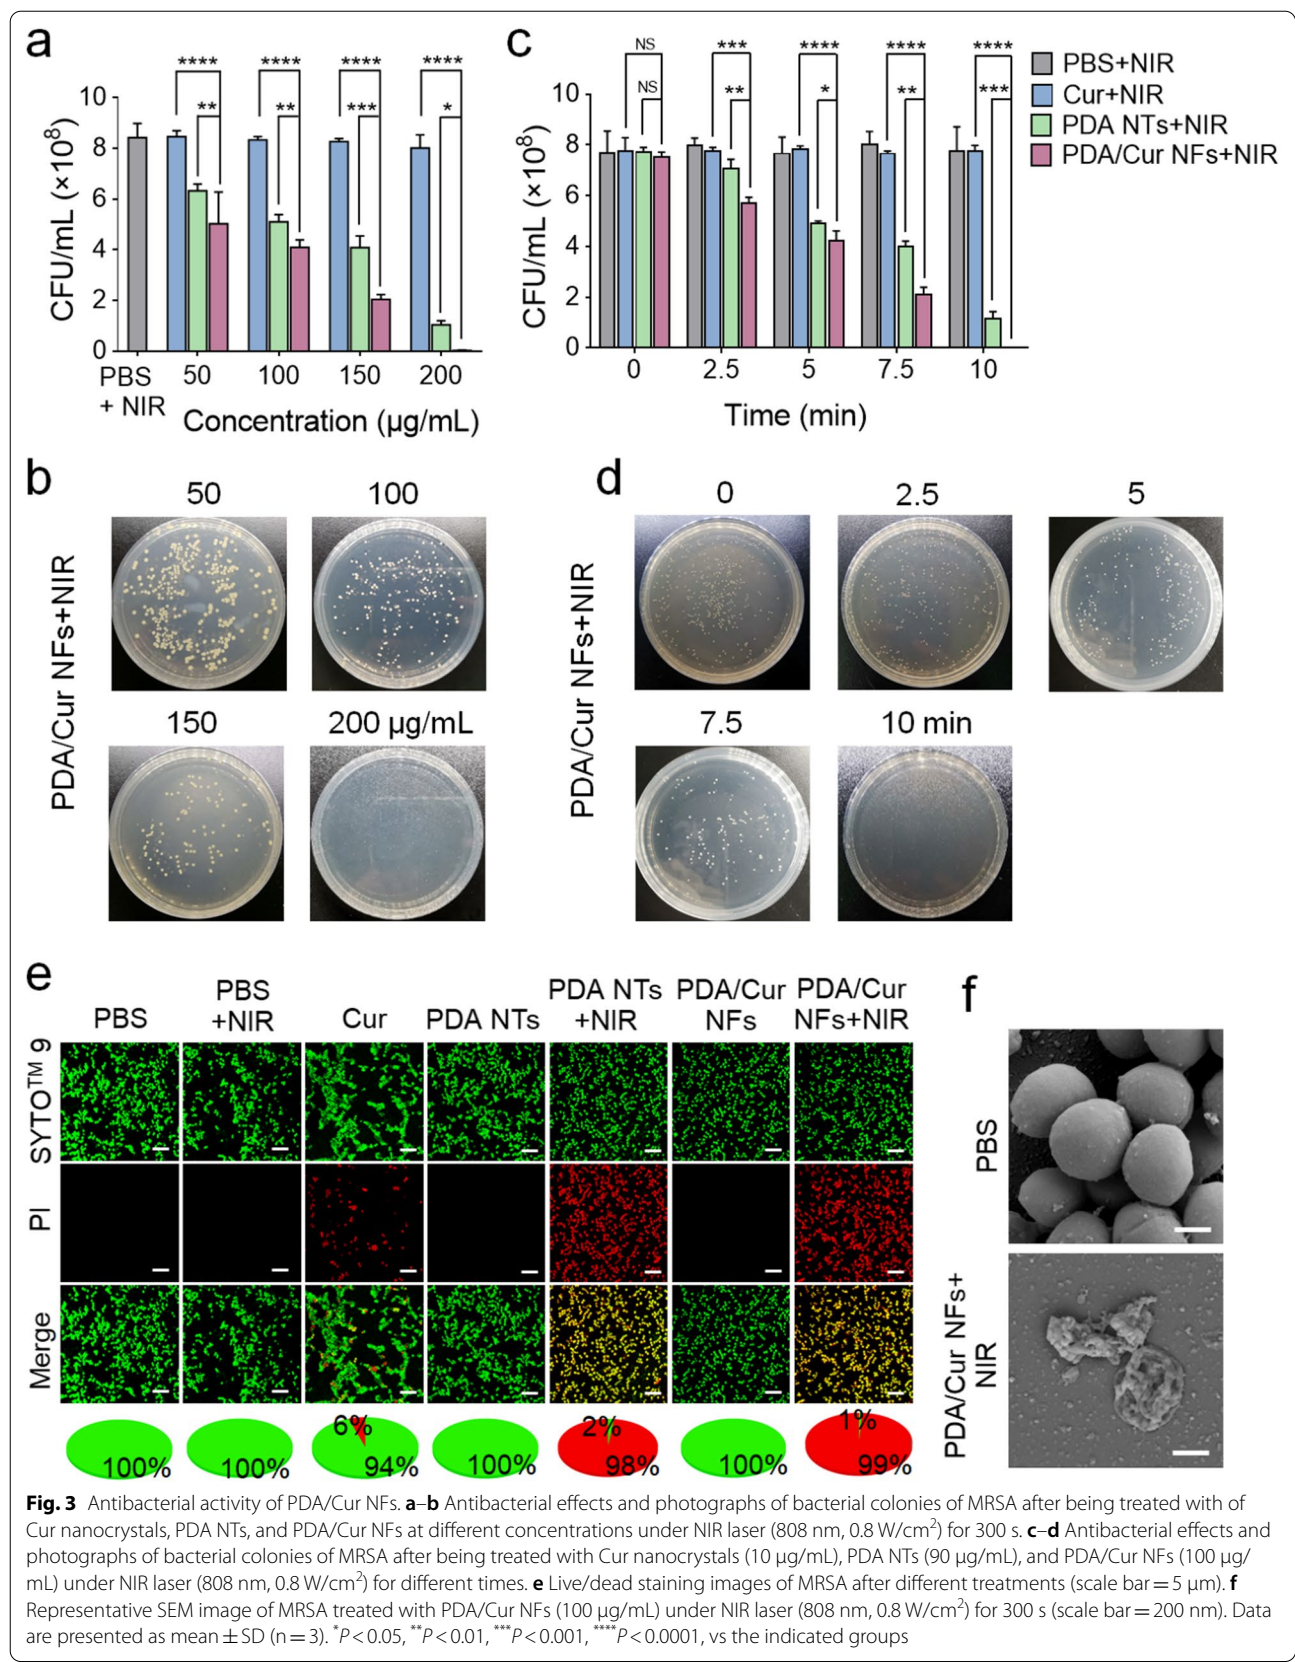 a
CFU/mL (×10⁸)
10
8
6
4
2
0
****
**
****
**
****
***
****
*
PBS
+ NIR
50
100
150
200
Concentration (µg/mL)
c
CFU/mL (×10⁸)
10
8
6
4
2
0
NS
NS
***
**
****
*
****
**
****
***
0
2.5
5
7.5
10
Time (min)
PBS+NIR
Cur+NIR
PDA NTs+NIR
PDA/Cur NFs+NIR
b
PDA/Cur NFs+NIR
50
100
150
200 µg/mL
d
PDA/Cur NFs+NIR
0
2.5
5
7.5
10 min
e
PBS
PBS
+NIR
Cur
PDA NTs
PDA NTs
+NIR
PDA/Cur
NFs
PDA/Cur
NFs+NIR
SYTO™ 9
PI
Merge
100%
100%
6%
94%
100%
2%
98%
100%
1%
99%
f
PBS
PDA/Cur NFs+
NIR
Fig. 3 Antibacterial activity of PDA/Cur NFs. a–b Antibacterial effects and photographs of bacterial colonies of MRSA after being treated with of
Cur nanocrystals, PDA NTs, and PDA/Cur NFs at different concentrations under NIR laser (808 nm, 0.8 W/cm²) for 300 s. c–d Antibacterial effects and
photographs of bacterial colonies of MRSA after being treated with Cur nanocrystals (10 µg/mL), PDA NTs (90 µg/mL), and PDA/Cur NFs (100 µg/
mL) under NIR laser (808 nm, 0.8 W/cm²) for different times. e Live/dead staining images of MRSA after different treatments (scale bar = 5 µm). f
Representative SEM image of MRSA treated with PDA/Cur NFs (100 µg/mL) under NIR laser (808 nm, 0.8 W/cm²) for 300 s (scale bar = 200 nm). Data
are presented as mean ± SD (n = 3). *P < 0.05, **P < 0.01, ***P < 0.001, ****P < 0.0001, vs the indicated groups